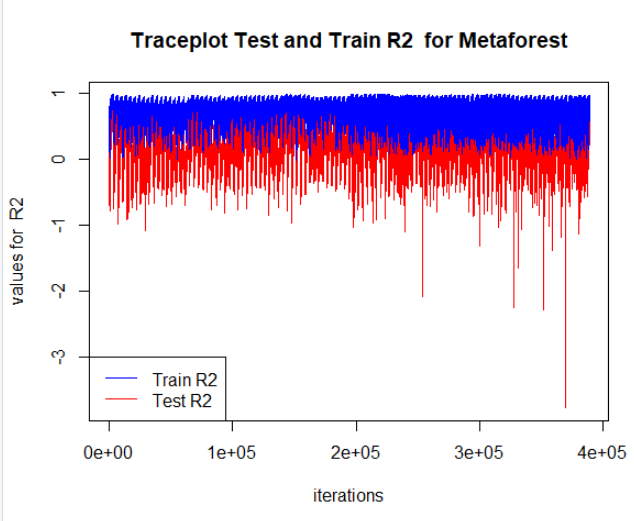 Traceplot Test and Train R2 for Metaforest
values for R2
1
0
-1
-2
-3
Train R2
Test R2
0e+00 1e+05 2e+05 3e+05 4e+05
iterations